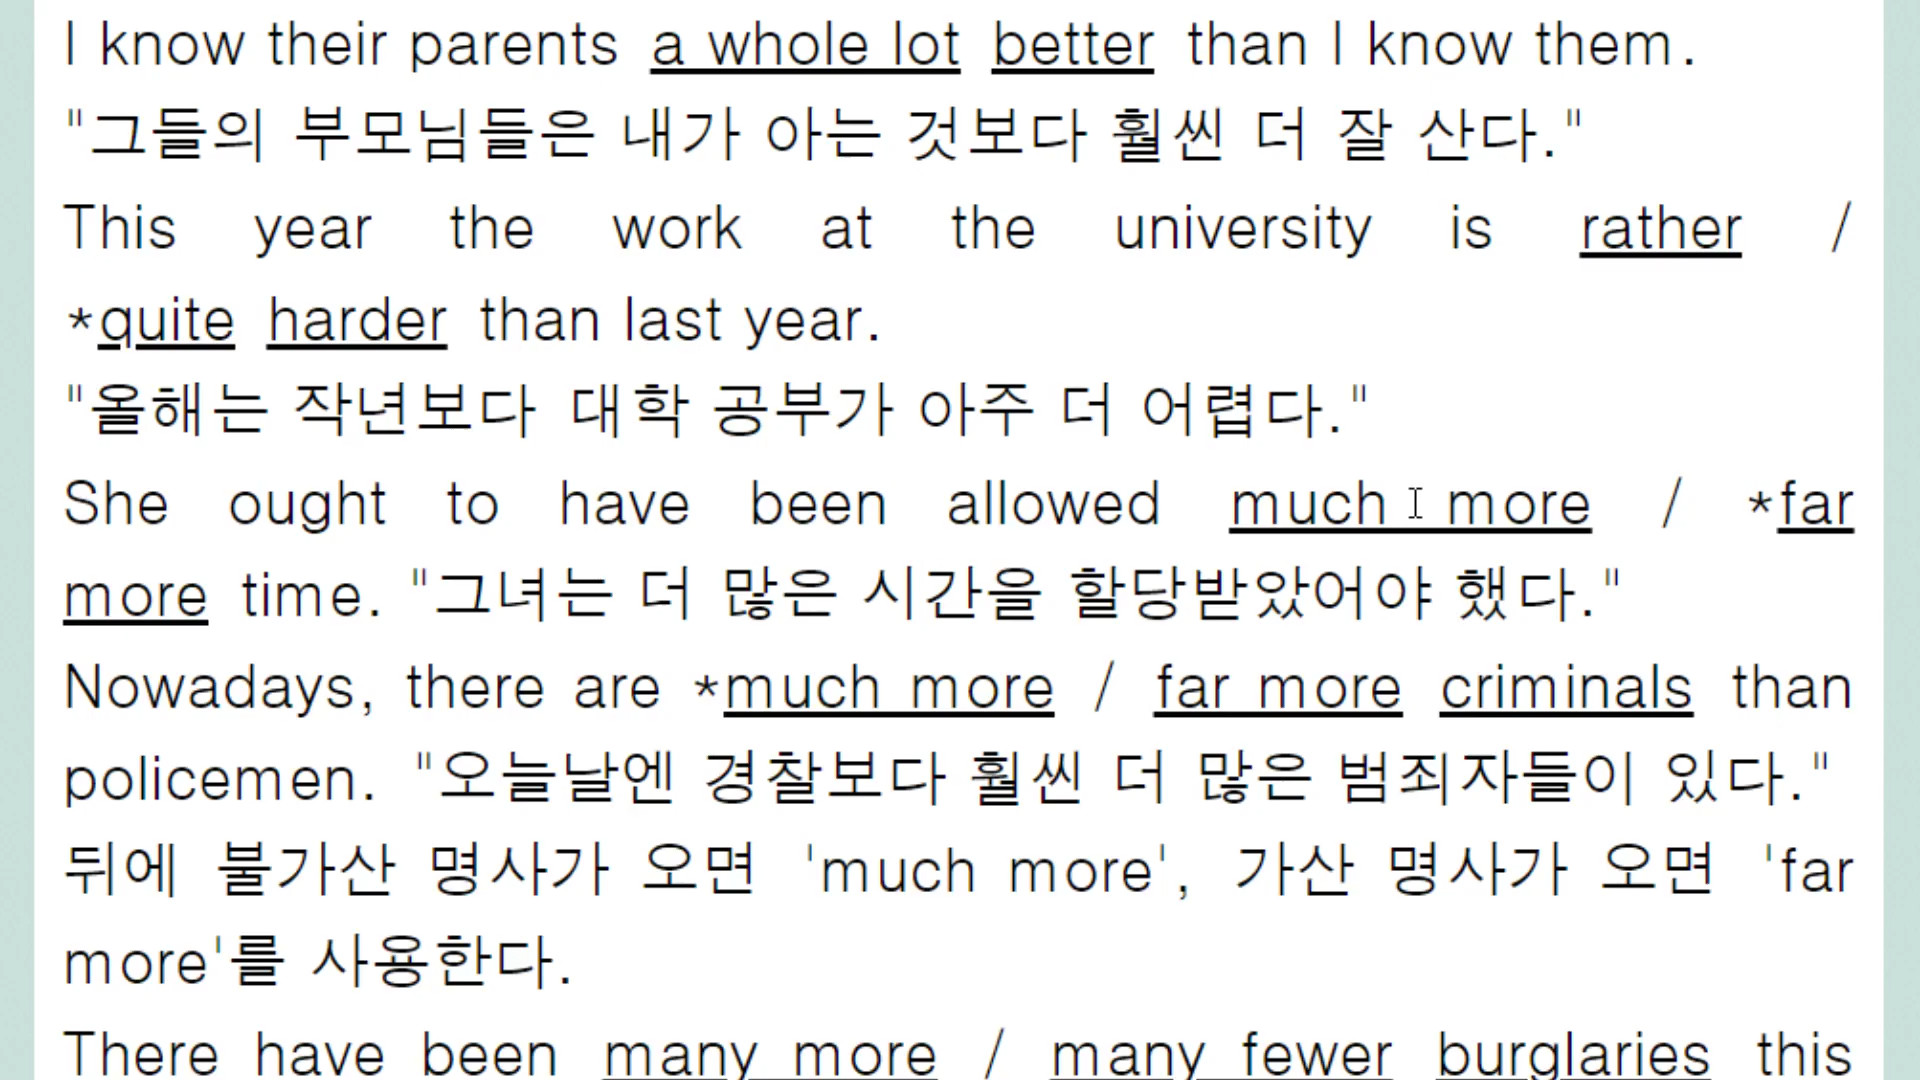 I know their parents a whole lot better than I know them.
"그들의 부모님들은 내가 아는 것보다 훨씬 더 잘 산다."
This year the work at the university is rather /
*quite harder than last year.
"올해는 작년보다 대학 공부가 아주 더 어렵다."
She ought to have been allowed much more / *far
more time. "그녀는 더 많은 시간을 할당받았어야 했다."
Nowadays, there are *much more / far more criminals than
policemen. "오늘날엔 경찰보다 훨씬 더 많은 범죄자들이 있다."
뒤에 불가산 명사가 오면 'much more', 가산 명사가 오면 'far
more'를 사용한다.
There have been many more / many fewer burglaries this